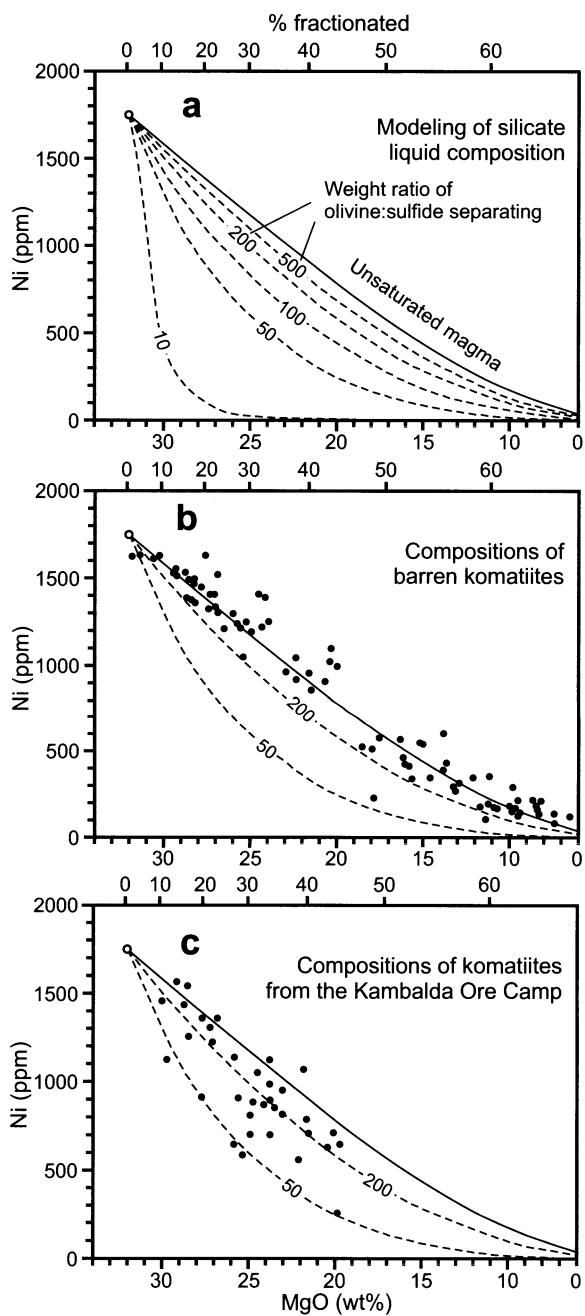 % fractionated
0 10 20 30 40 50 60
2000
a
Modeling of silicate
liquid composition
1500
Weight ratio of
olivine:sulfide separating
Ni (ppm)
1000
200
500
Unsaturated magma
500
100
50
10
0
30 25 20 15 10 0
0 10 20 30 40 50 60
2000
b
Compositions of
barren komatiites
1500
Ni (ppm)
1000
200
50
500
0
30 25 20 15 10 0
0 10 20 30 40 50 60
2000
c
Compositions of komatiites
from the Kambalda Ore Camp
1500
Ni (ppm)
1000
50
200
500
0
30 25 20 15 10 0
MgO (wt%)